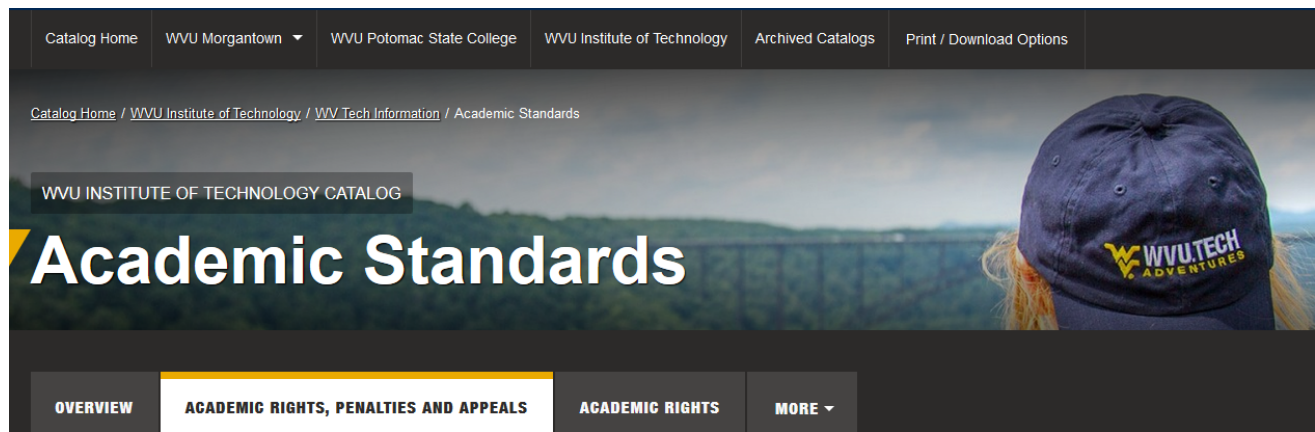 Catalog Home WVU Morgantown WVU Potomac State College WVU Institute of Technology Archived Catalogs Print / Download Options
Catalog Home / WVU Institute of Technology / WV Tech Information / Academic Standards
WVU INSTITUTE OF TECHNOLOGY CATALOG
Academic Standards
WVU.TECH
ADVENTURES
OVERVIEW ACADEMIC RIGHTS, PENALTIES AND APPEALS ACADEMIC RIGHTS MORE